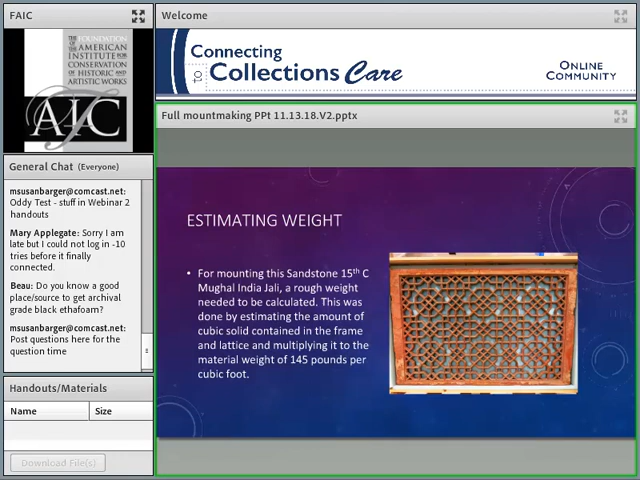 FAIC
THE FOUNDATION
OF THE AMERICAN
INSTITUTE FOR
CONSERVATION
OF HISTORIC AND
ARTISTIC WORKS
AIC
General Chat (Everyone)
msusanbarger@comcast.net:
Oddy Test - stuff in Webinar 2
handouts
Mary Applegate: Sorry I am
late but I could not log in -10
tries before it finally
connected.
Beau: Do you know a good
place/source to get archival
grade black ethafoam?
msusanbarger@comcast.net:
Post questions here for the
question time
Handouts/Materials
Name Size
Download File(s)
Welcome
Connecting
to Collections Care
ONLINE
COMMUNITY
Full mountmaking PPt 11.13.18.V2.pptx
ESTIMATING WEIGHT
• For mounting this Sandstone 15th C
Mughal India Jali, a rough weight
needed to be calculated. This was
done by estimating the amount of
cubic solid contained in the frame
and lattice and multiplying it to the
material weight of 145 pounds per
cubic foot.